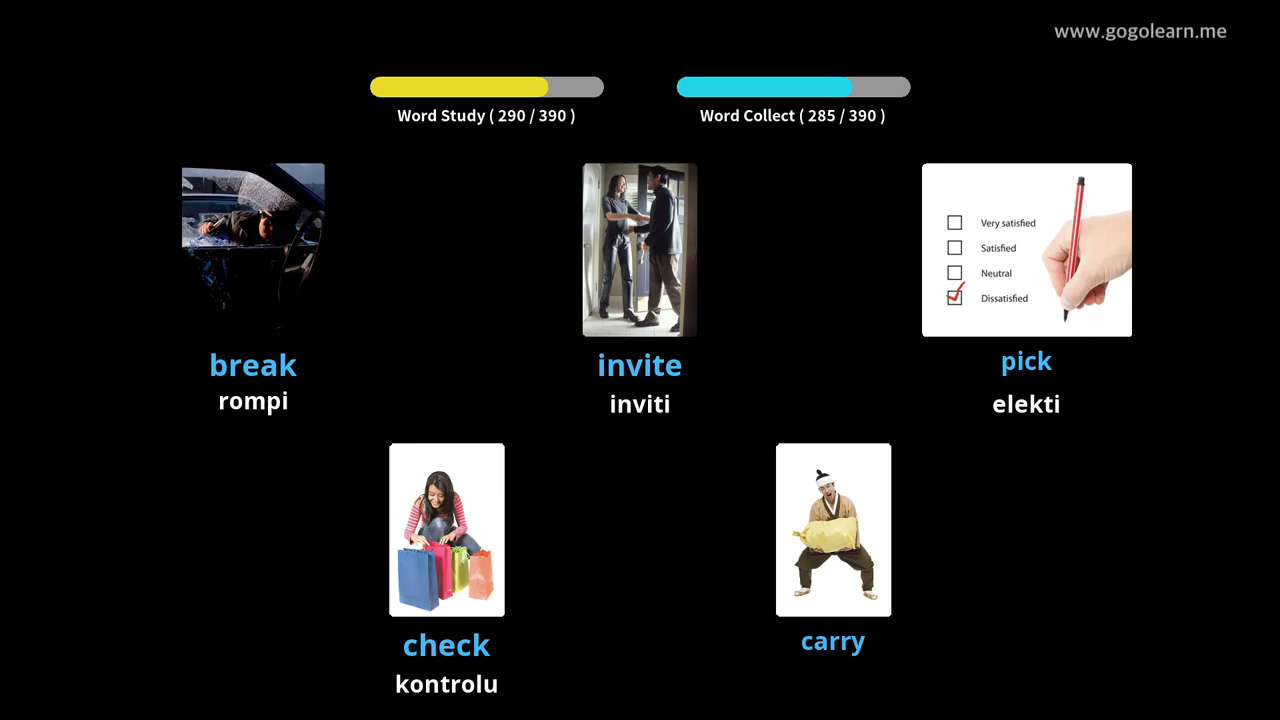 www.gogolearn.me
Word Study ( 290 / 390 )
Word Collect ( 285 / 390 )
Very satisfied
Satisfied
Neutral
Dissatisfied
break
invite
pick
rompi
inviti
elekti
check
carry
kontrolu